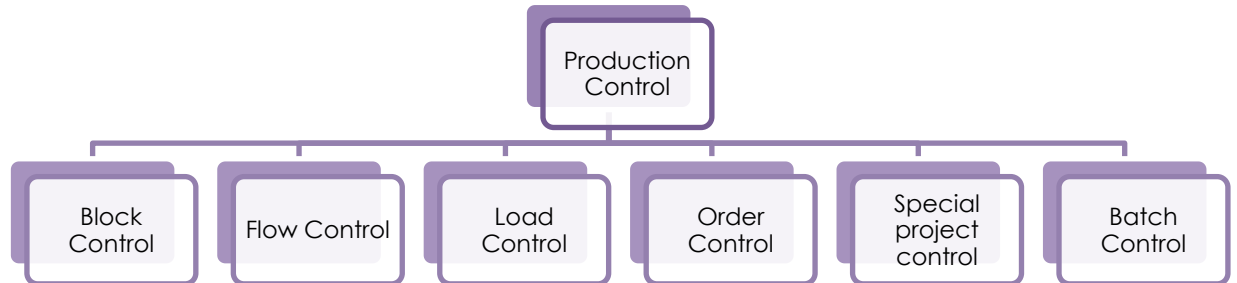 Production
Control
Block
Control
Flow Control
Load
Control
Order
Control
Special
project
control
Batch
Control